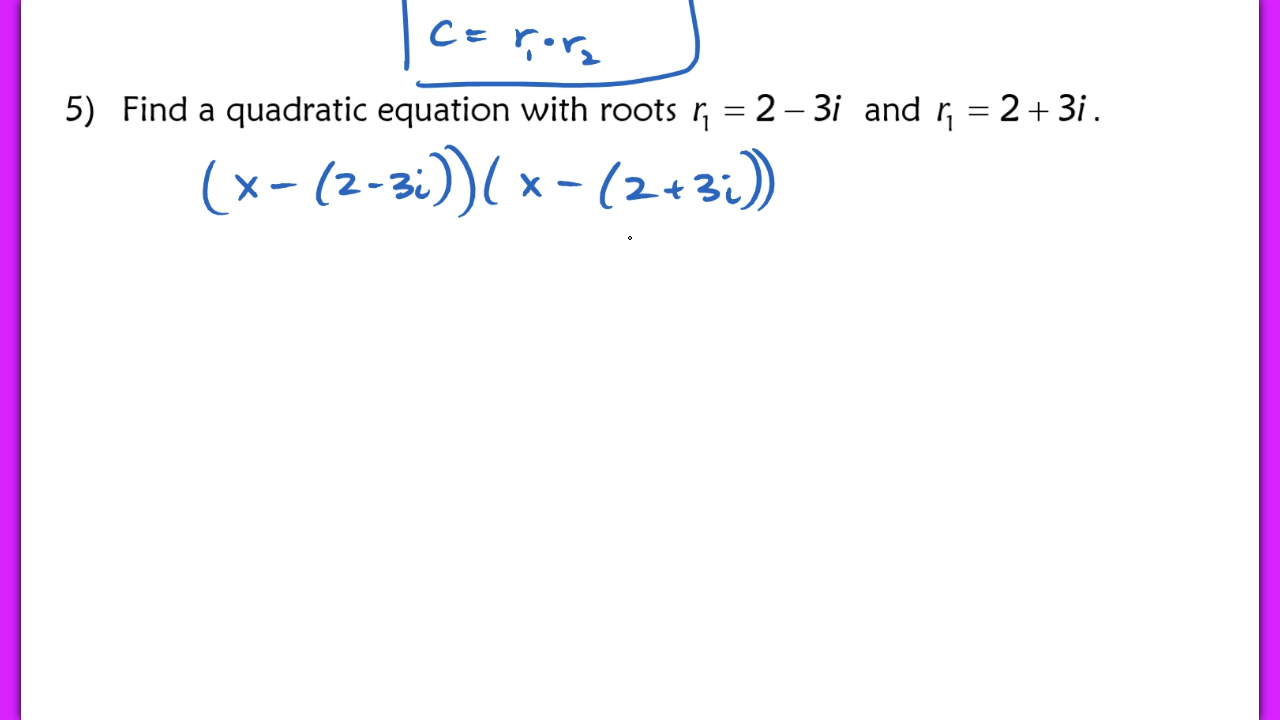 C = r₁ · r₂
5) Find a quadratic equation with roots r₁ = 2 − 3i and r₁ = 2 + 3i.
(x − (2 - 3i))(x − (2 + 3i))